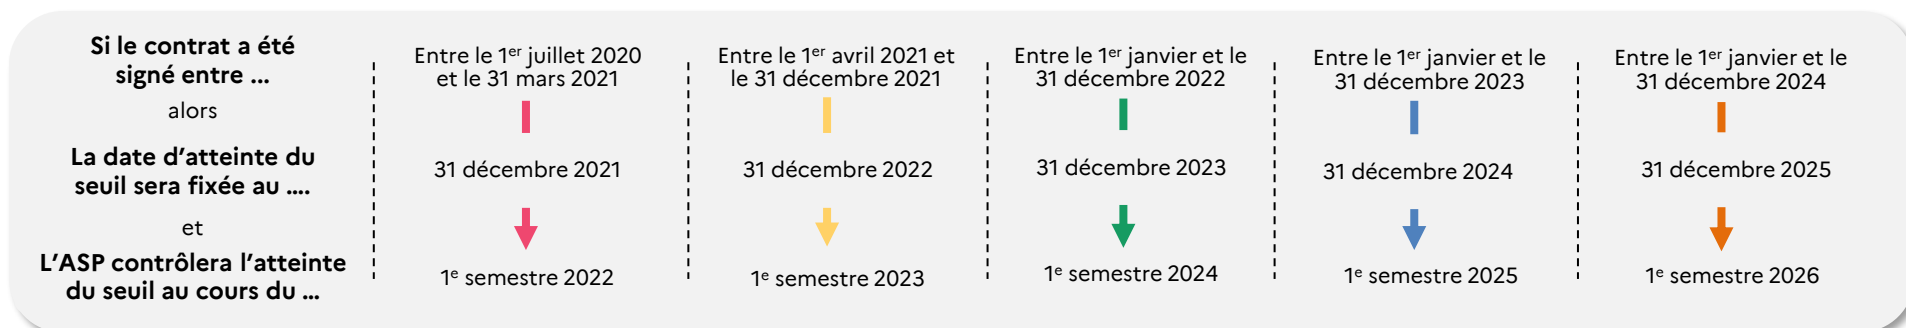 Si le contrat a été
signé entre ...
alors
La date d’atteinte du
seuil sera fixée au ....
et
L’ASP contrôlera l’atteinte
du seuil au cours du ...
Entre le 1er juillet 2020
et le 31 mars 2021
31 décembre 2021
1e semestre 2022
Entre le 1er avril 2021 et
le 31 décembre 2021
31 décembre 2022
1e semestre 2023
Entre le 1er janvier et le
31 décembre 2022
31 décembre 2023
1e semestre 2024
Entre le 1er janvier et le
31 décembre 2023
31 décembre 2024
1e semestre 2025
Entre le 1er janvier et le
31 décembre 2024
31 décembre 2025
1e semestre 2026